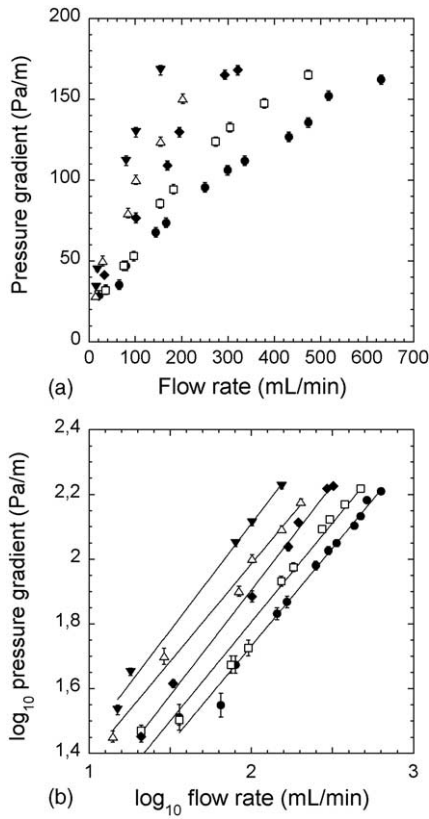 200
150
100
50
0
Pressure gradient (Pa/m)
0 100 200 300 400 500 600 700
(a) Flow rate (mL/min)
2,4
2,2
2
1,8
1,6
1,4
log10 pressure gradient (Pa/m)
1 2 3
(b) log10 flow rate (mL/min)